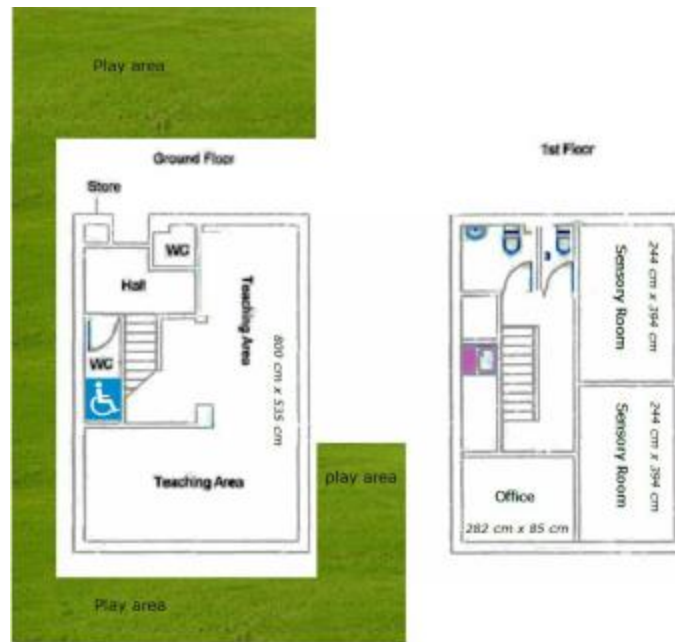 Play area
Ground Floor
Store
WC
Hall
Teaching Area
800 cm x 535 cm
WC
Teaching Area
play area
Play area
1st Floor
Sensory Room
244 cm x 394 cm
Sensory Room
244 cm x 394 cm
Office
282 cm x 85 cm